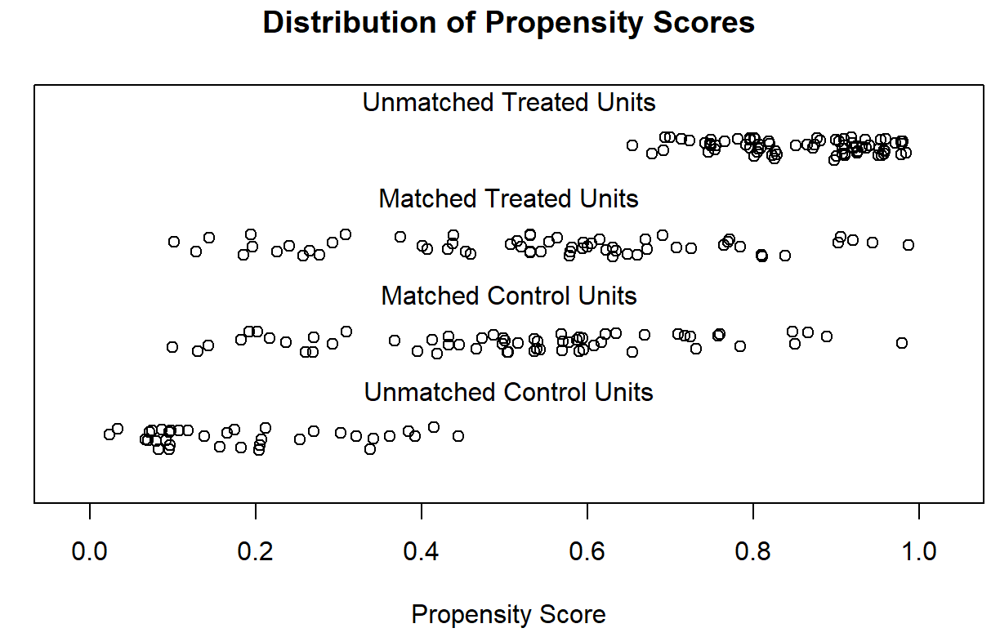 Distribution of Propensity Scores
Unmatched Treated Units
Matched Treated Units
Matched Control Units
Unmatched Control Units
0.0 0.2 0.4 0.6 0.8 1.0
Propensity Score